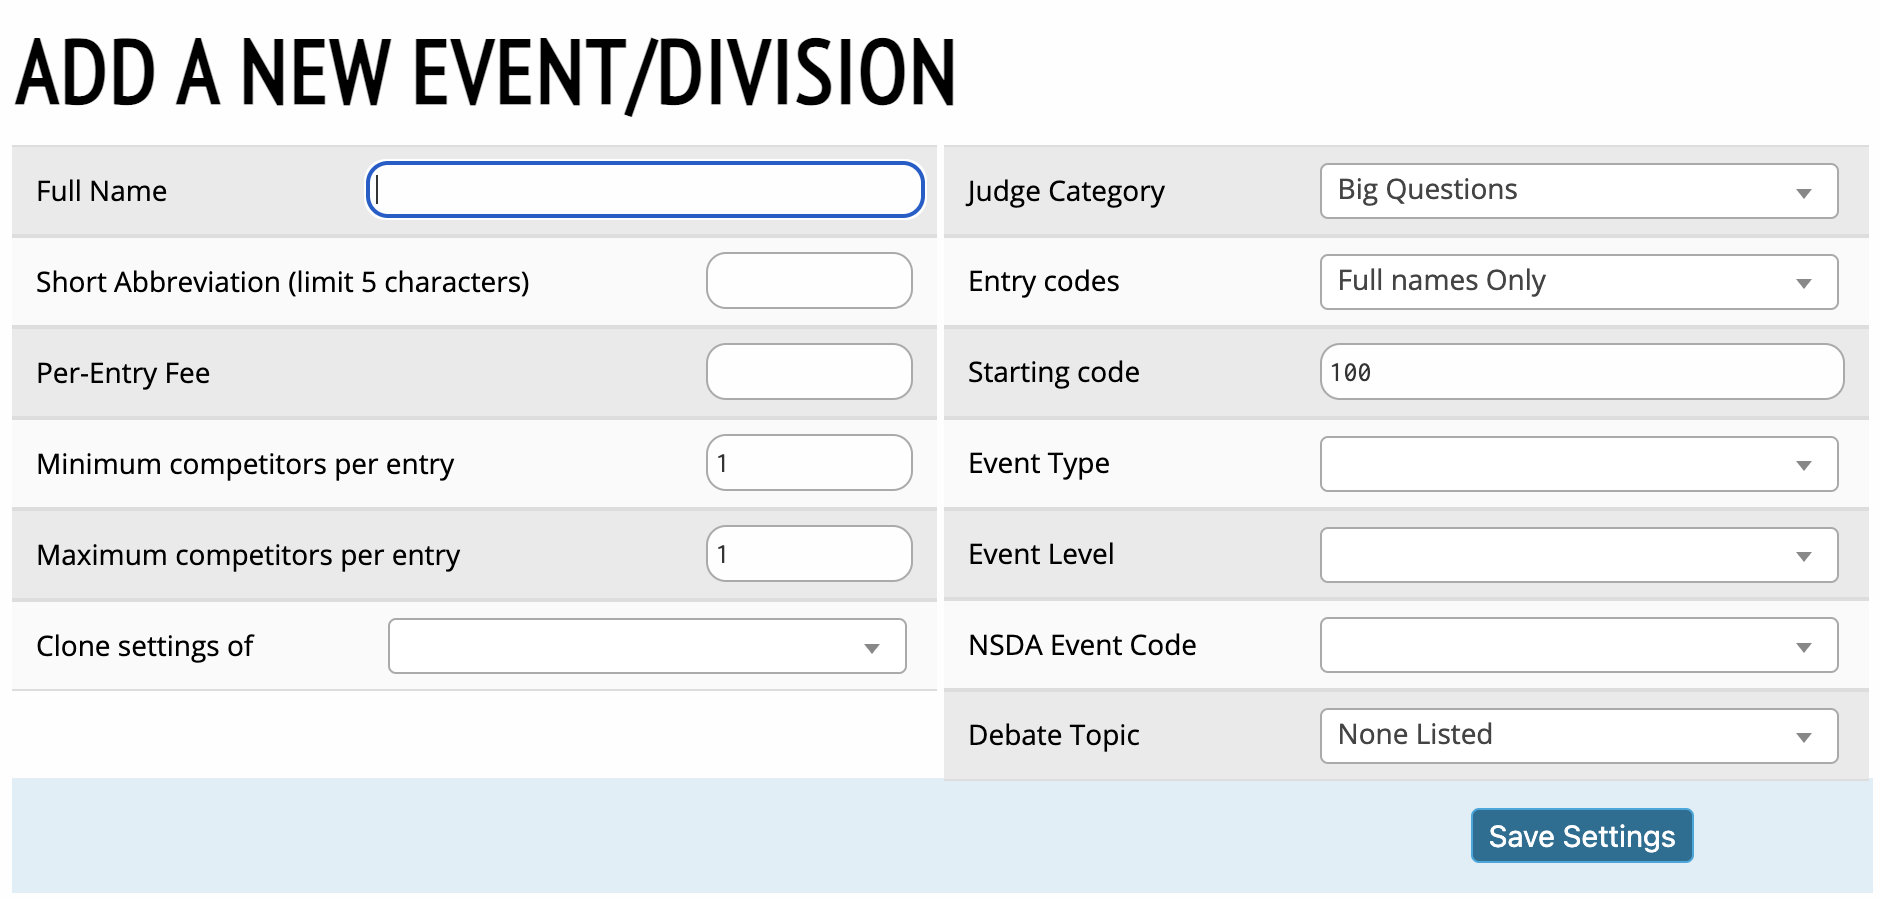 ADD A NEW EVENT/DIVISION
Full Name
Short Abbreviation (limit 5 characters)
Per-Entry Fee
Minimum competitors per entry
1
Maximum competitors per entry
1
Clone settings of
Judge Category
Big Questions
Entry codes
Full names Only
Starting code
100
Event Type
Event Level
NSDA Event Code
Debate Topic
None Listed
Save Settings